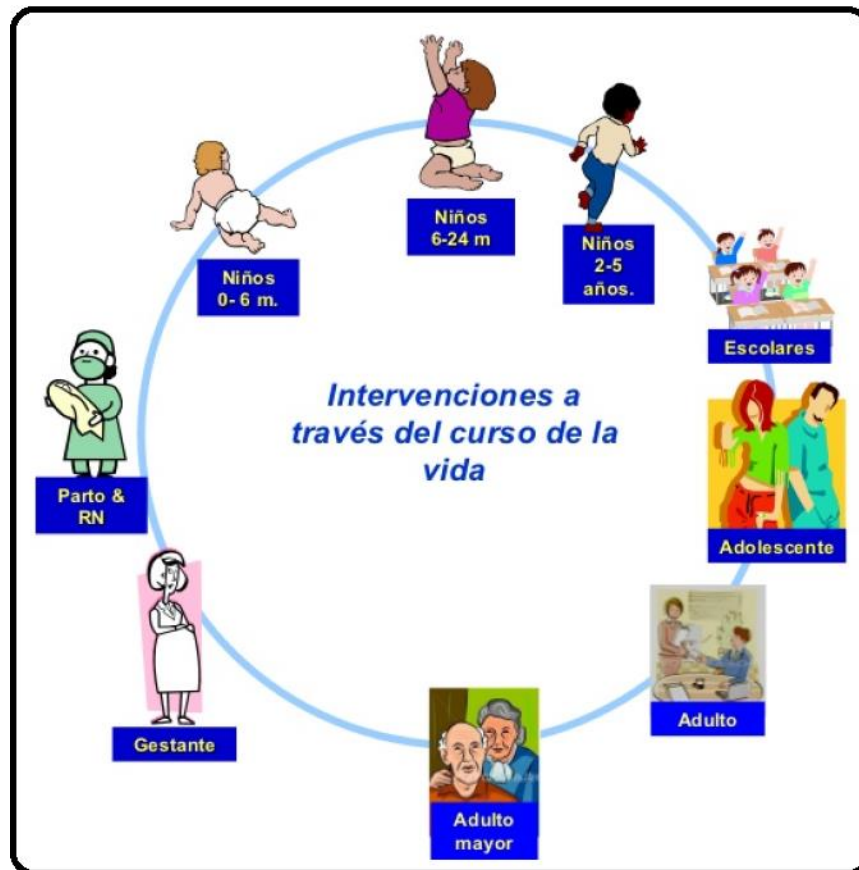 Niños
6-24 m
Niños
2-5
años.
Niños
0- 6 m.
Escolares
Intervenciones a
través del curso de la
vida
Parto &
RN
Adolescente
Adulto
Gestante
Adulto
mayor